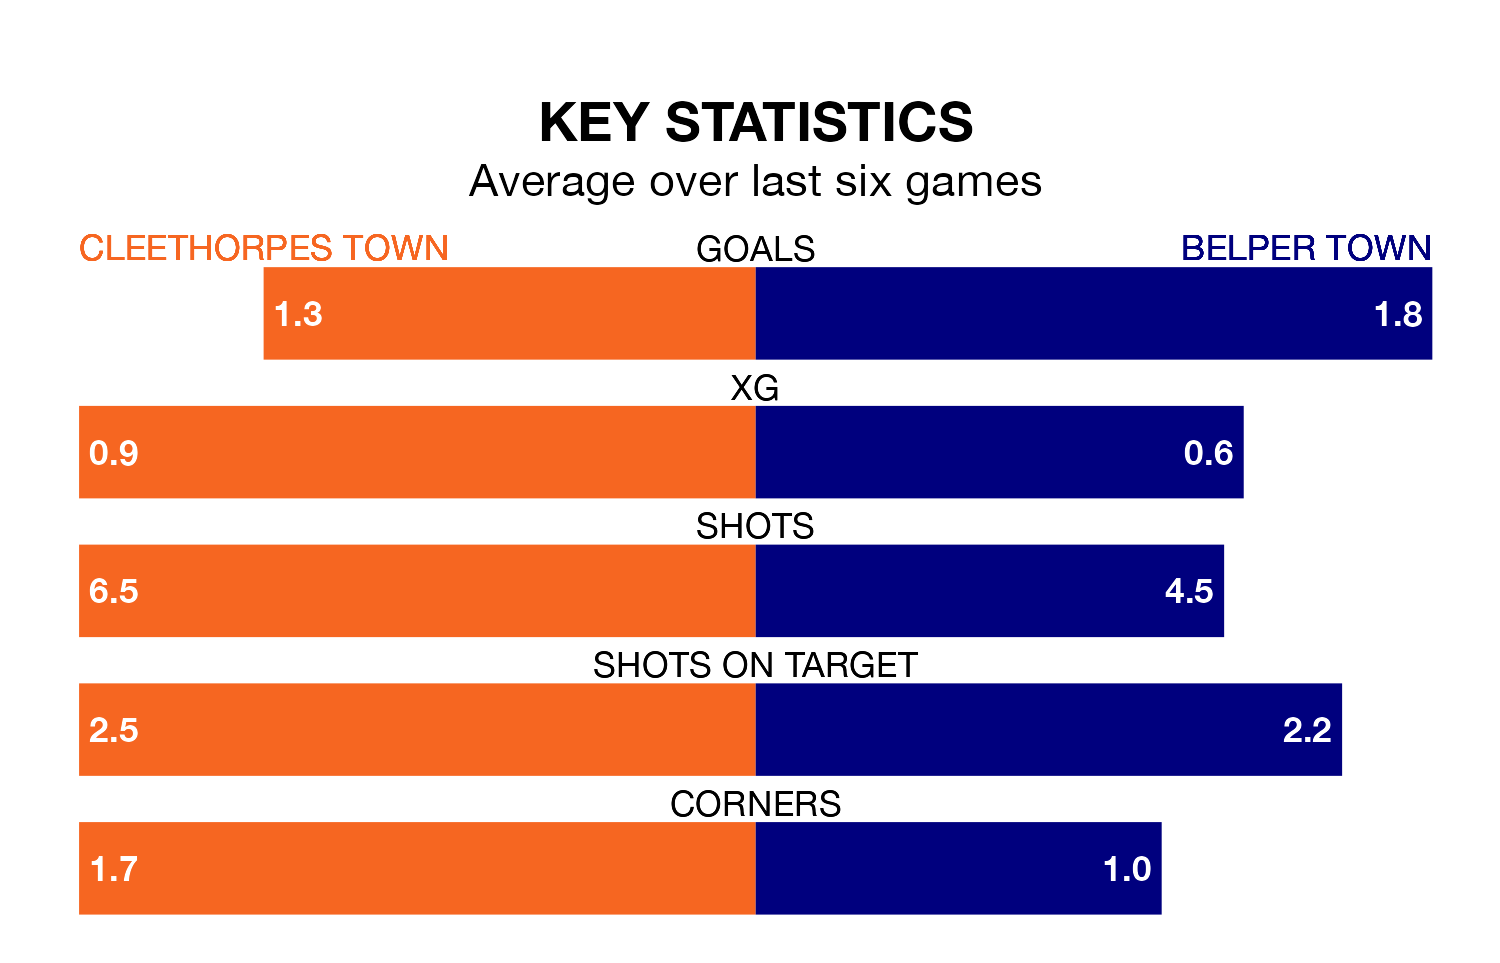 KEY STATISTICS
Average over last six games
CLEETHORPES TOWN GOALS BELPER TOWN
1.3 1.8
XG
0.9 0.6
SHOTS
6.5 4.5
SHOTS ON TARGET
2.5 2.2
CORNERS
1.7 1.0